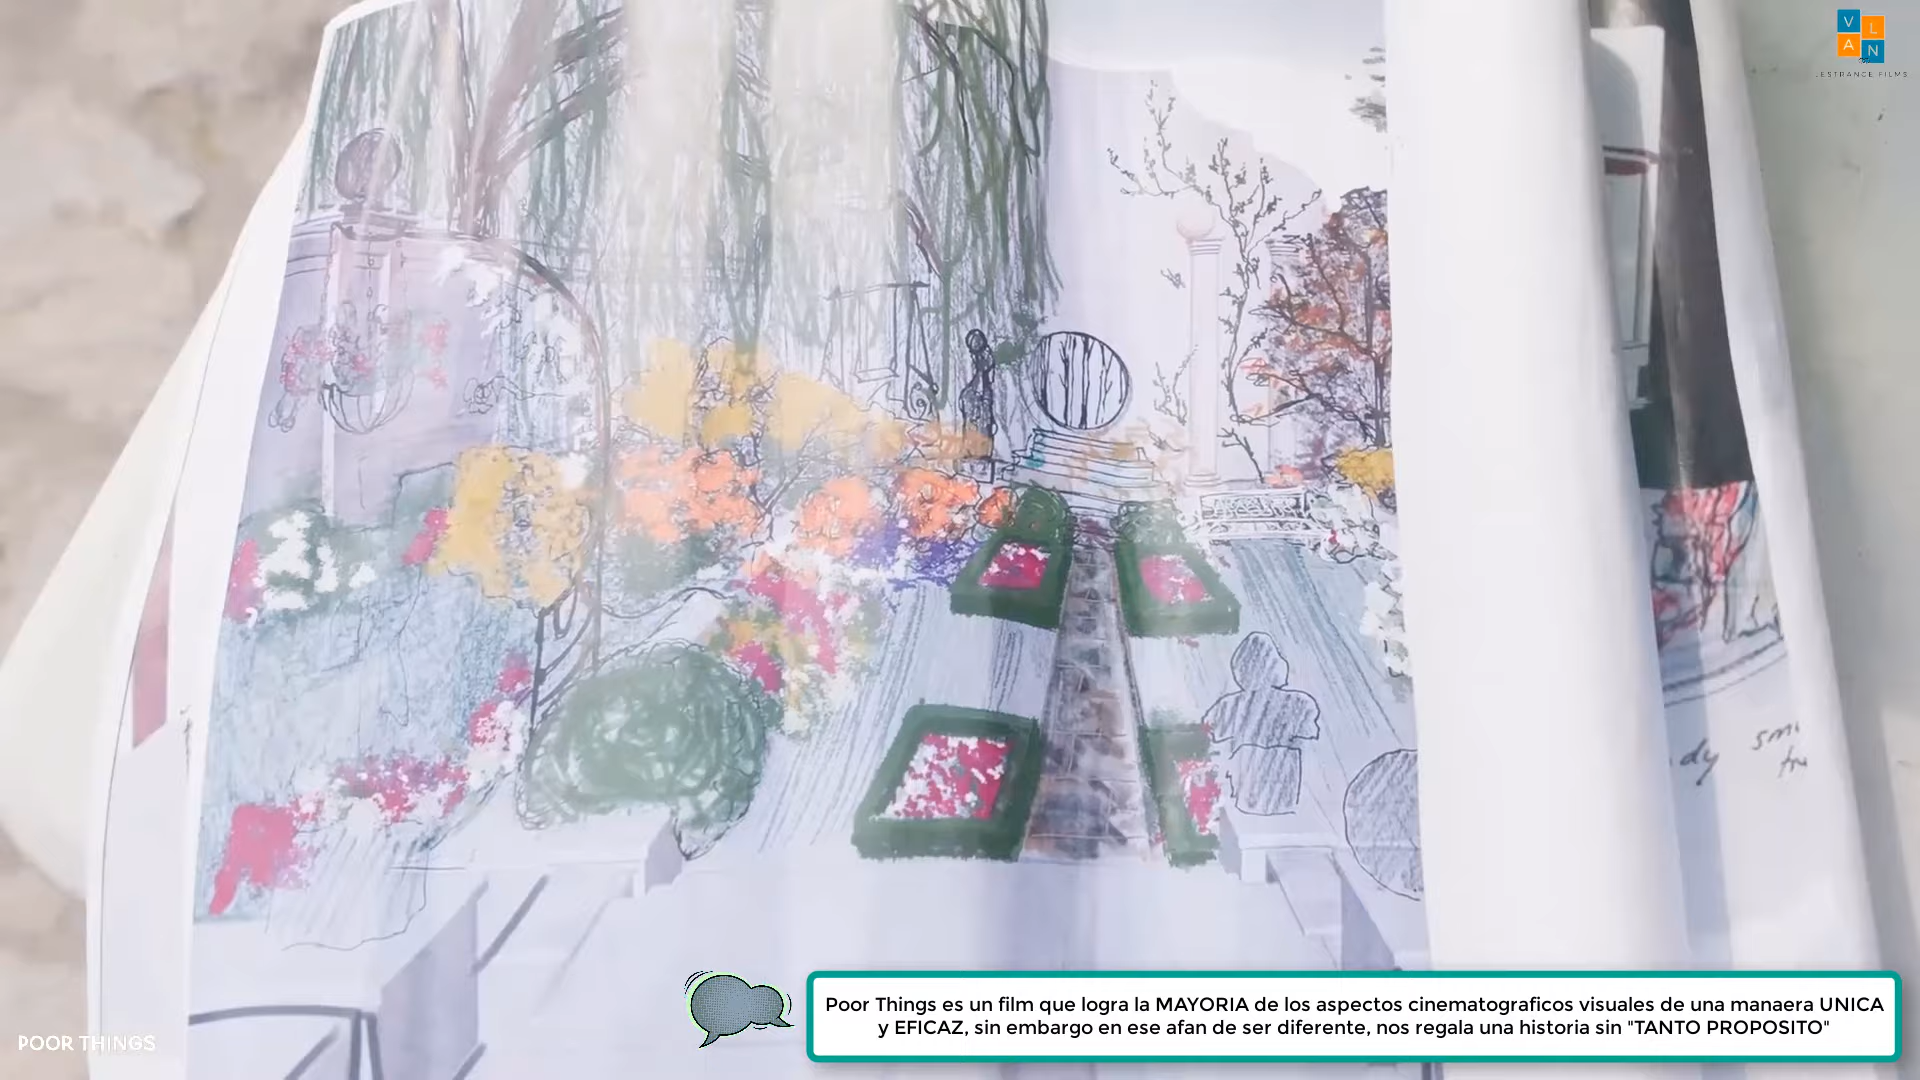 V L
A N
LESTRANGE FILMS
dy smi
POOR THINGS
Poor Things es un film que logra la MAYORIA de los aspectos cinematograficos visuales de una manaera UNICA
y EFICAZ, sin embargo en ese afan de ser diferente, nos regala una historia sin "TANTO PROPOSITO"